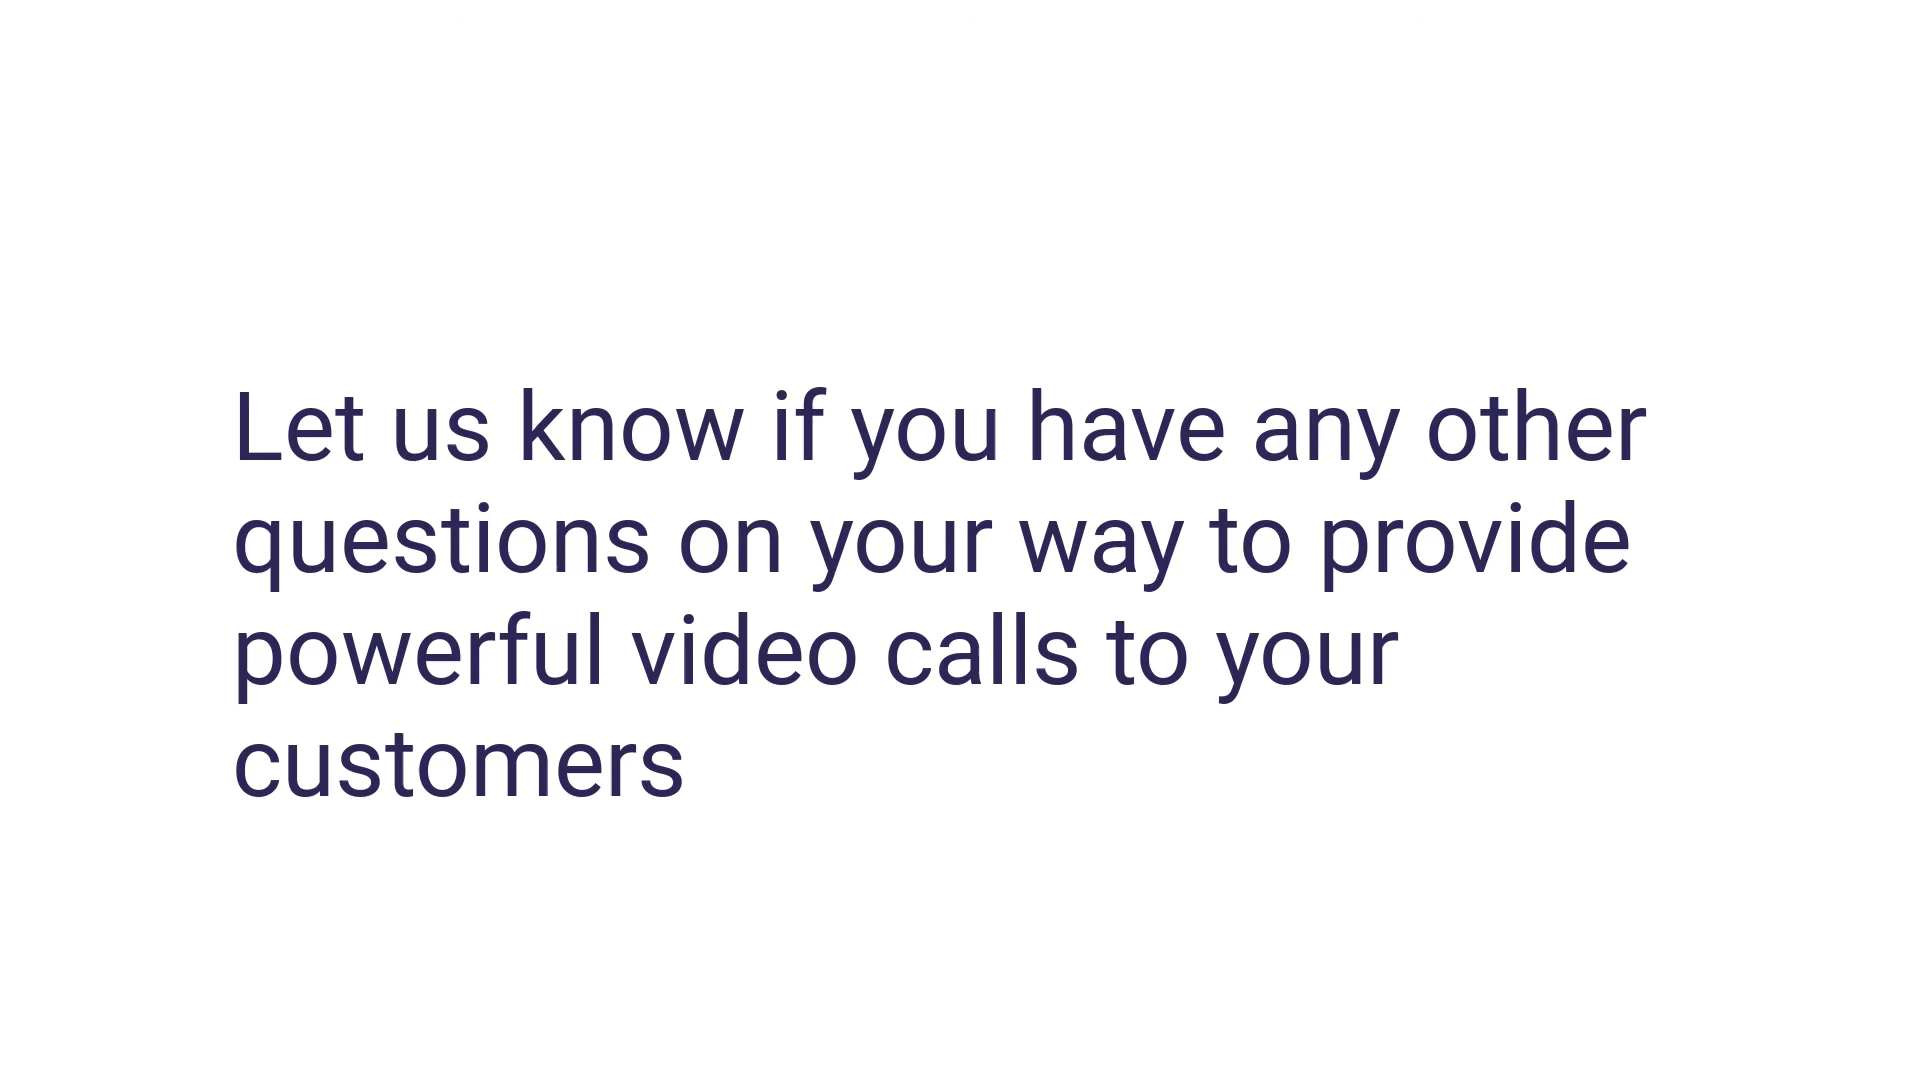 Let us know if you have any other
questions on your way to provide
powerful video calls to your
customers